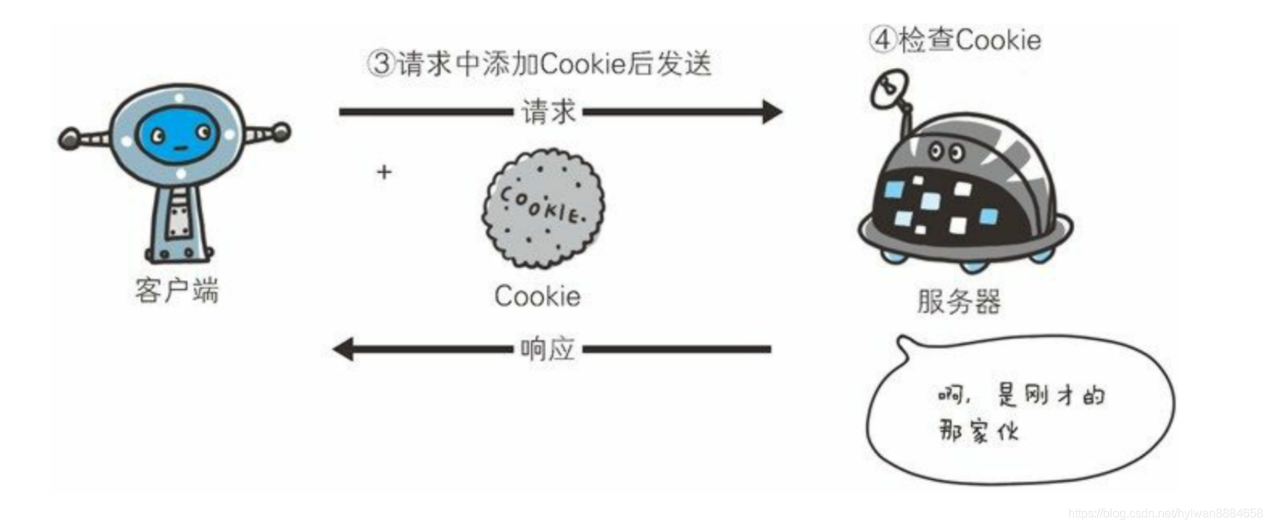 ④检查Cookie
③请求中添加Cookie后发送
请求
+
COOKIE.
客户端
Cookie
服务器
响应
啊, 是刚才的
那家伙
https://blog.csdn.net/hylwan8884658